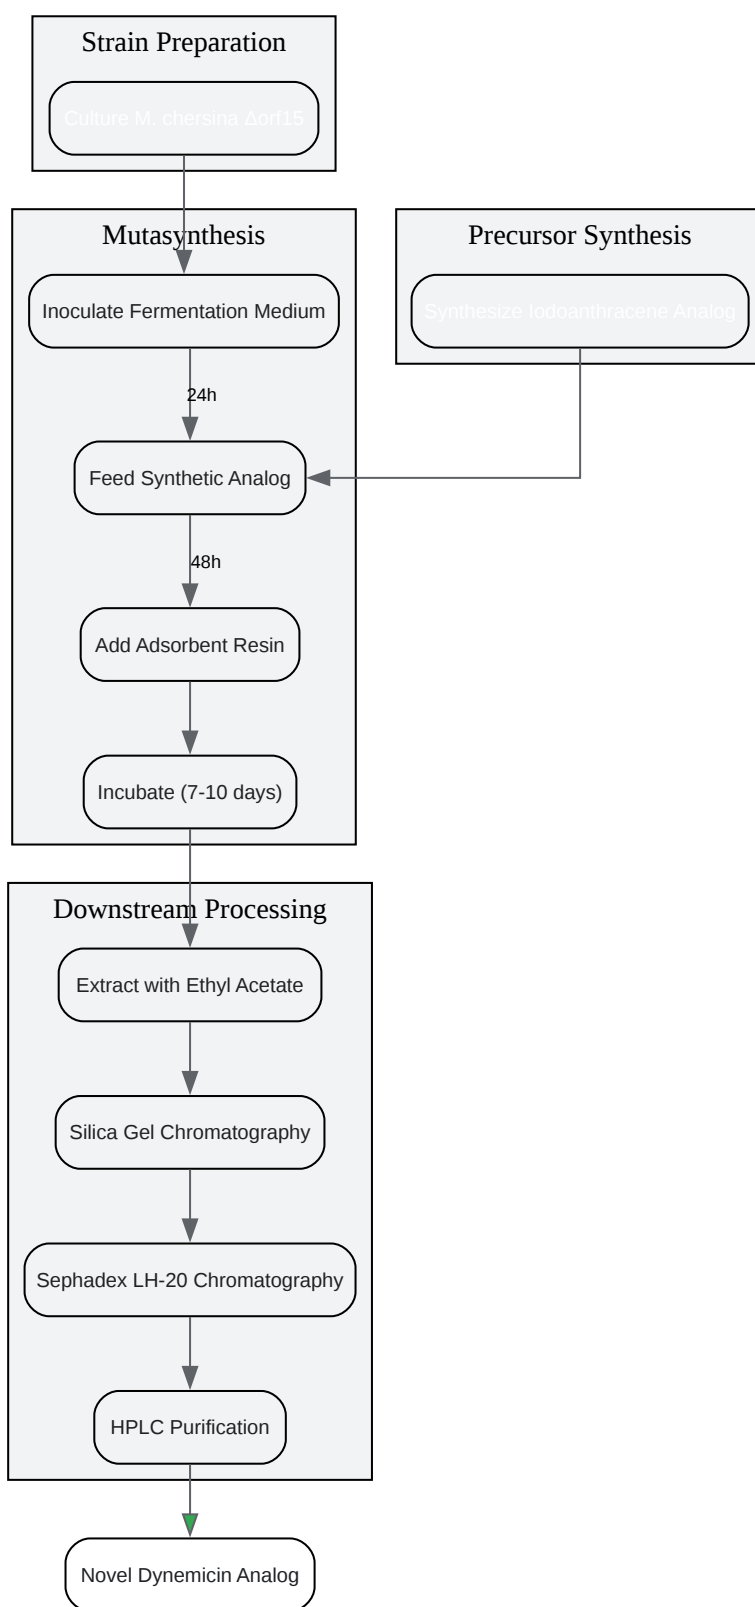 Strain Preparation
Culture M. chersina Δorf15
Mutasynthesis
Precursor Synthesis
Inoculate Fermentation Medium
Synthesize Iodoanthracene Analog
24h
Feed Synthetic Analog
48h
Add Adsorbent Resin
Incubate (7-10 days)
Downstream Processing
Extract with Ethyl Acetate
Silica Gel Chromatography
Sephadex LH-20 Chromatography
HPLC Purification
Novel Dynemicin Analog